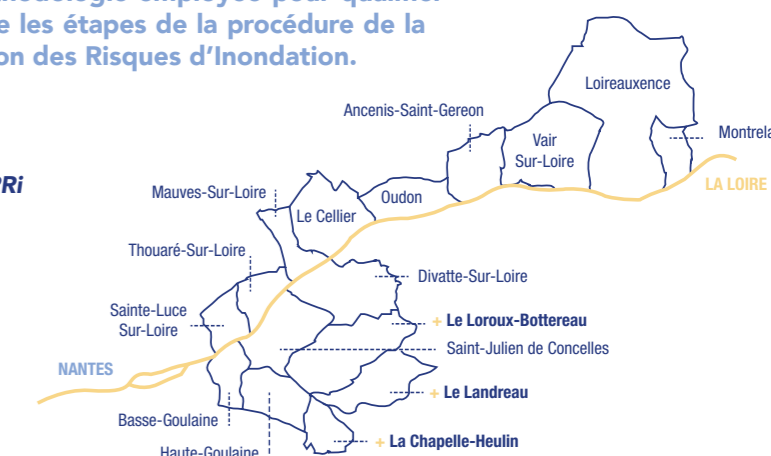 e les étapes de la procédure de la
on des Risques d'Inondation.
Ri
Loireauxence
Ancenis-Saint-Gereon
Vair
Sur-Loire
LA LOIRE
Mauves-Sur-Loire
Oudon
Le Cellier
Thouaré-Sur-Loire
Divatte-Sur-Loire
Sainte-Luce
Sur-Loire
+ Le Loroux-Bottereau
Saint-Julien de Concelles
NANTES
+ Le Landreau
Basse-Goulaine
+ La Chapelle-Heulin
Haute-Goulaine